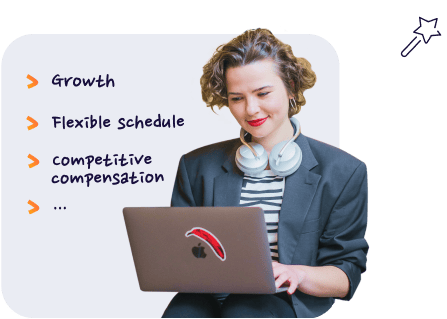 Growth
Flexible schedule
competitive
compensation
...